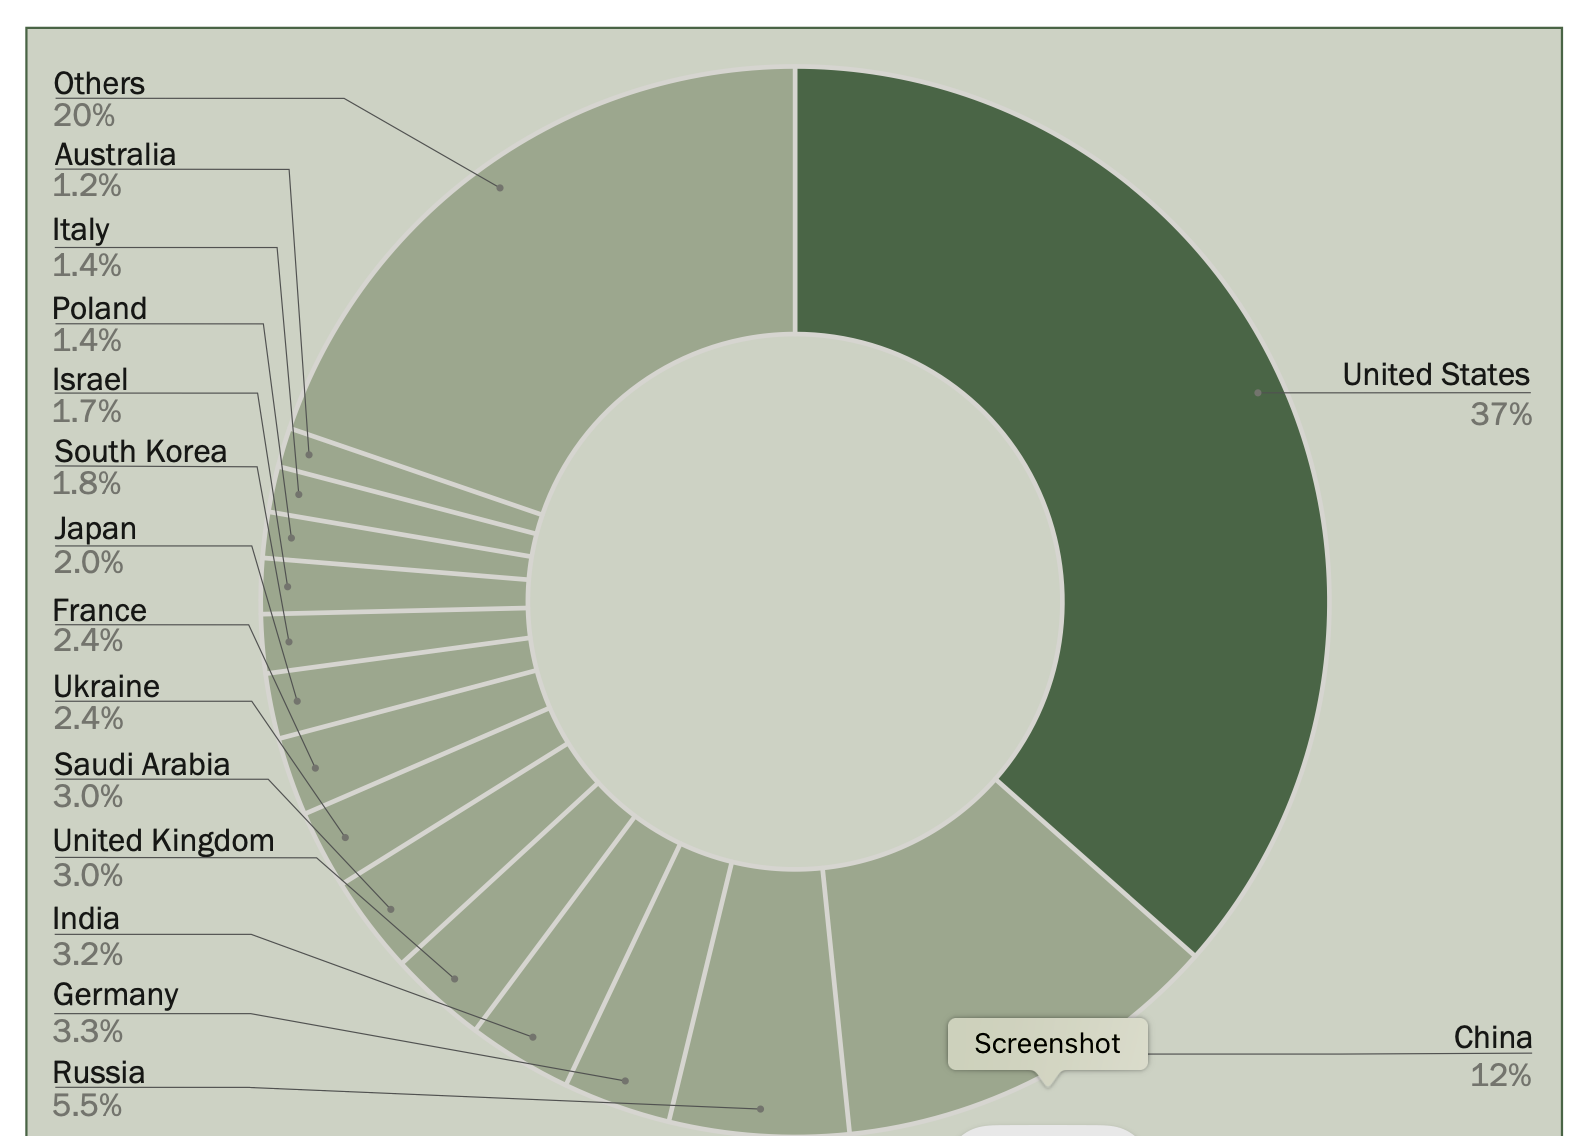 Others
20%
Australia
1.2%
Italy
1.4%
Poland
1.4%
Israel
1.7%
South Korea
1.8%
Japan
2.0%
France
2.4%
Ukraine
2.4%
Saudi Arabia
3.0%
United Kingdom
3.0%
India
3.2%
Germany
3.3%
Russia
5.5%
United States
37%
Screenshot
China
12%